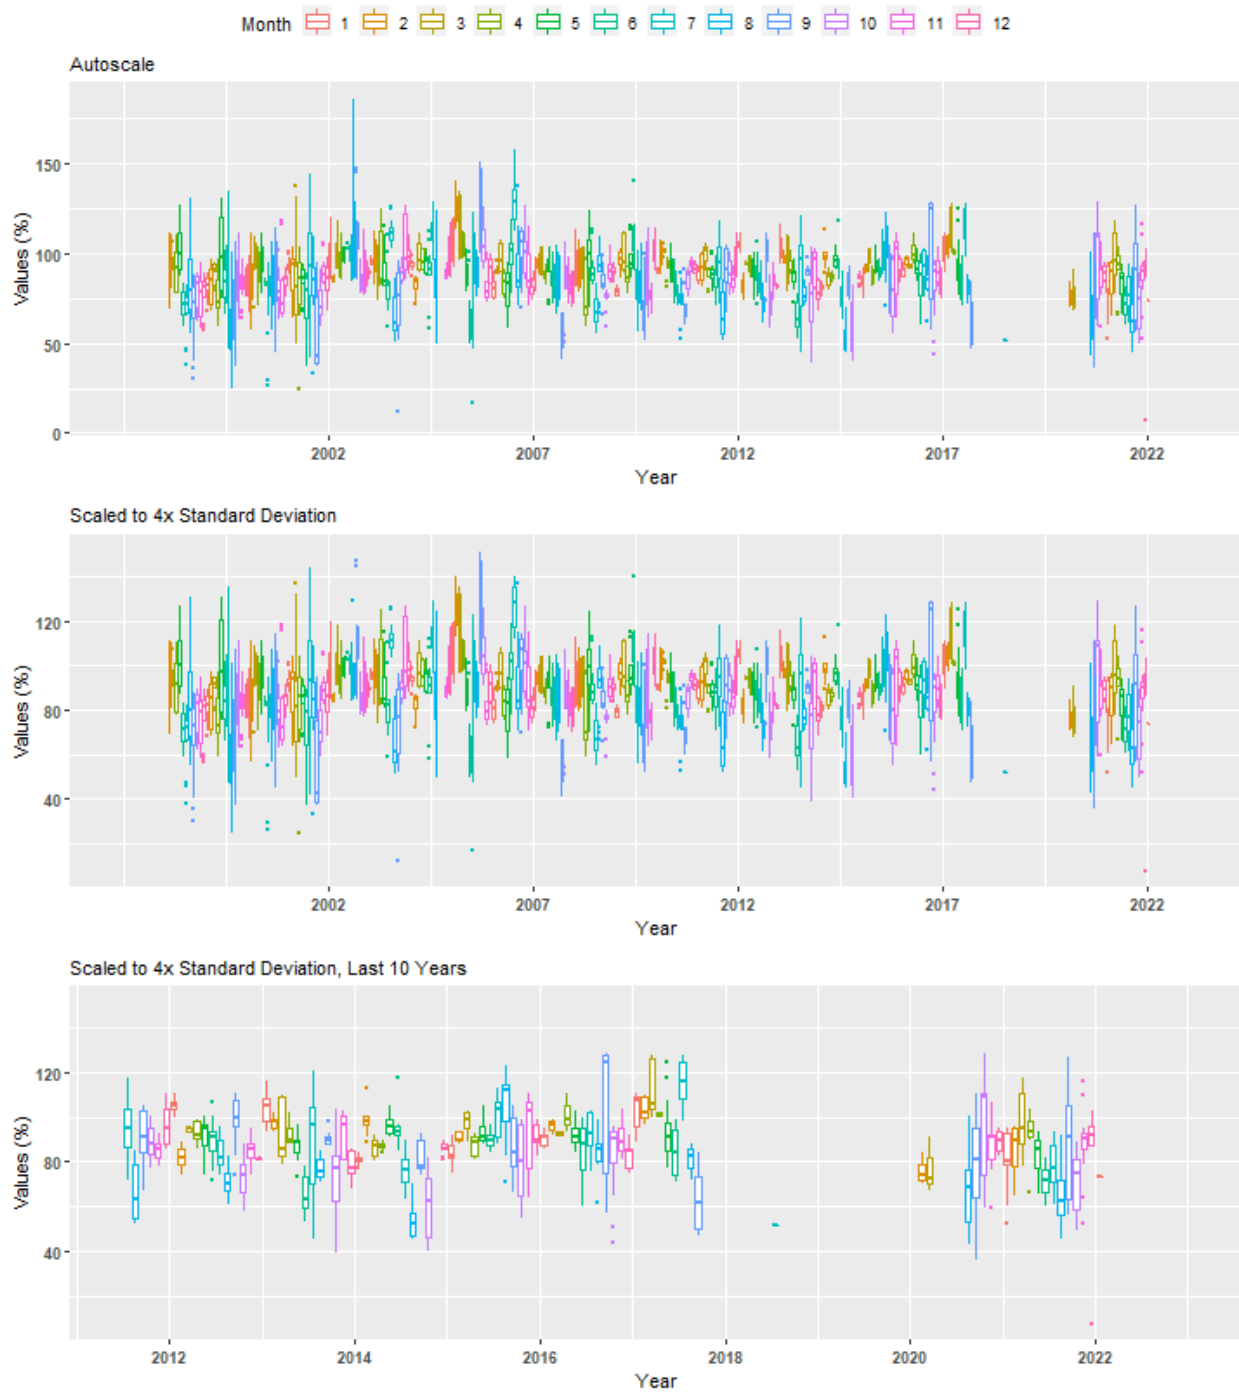 Month 1 2 3 4 5 6 7 8 9 10 11 12
Autoscale
Values (%)
150
100
50
0
2002 2007 2012 2017 2022
Year
Scaled to 4x Standard Deviation
Values (%)
120
80
40
2002 2007 2012 2017 2022
Year
Scaled to 4x Standard Deviation, Last 10 Years
Values (%)
120
80
40
2012 2014 2016 2018 2020 2022
Year